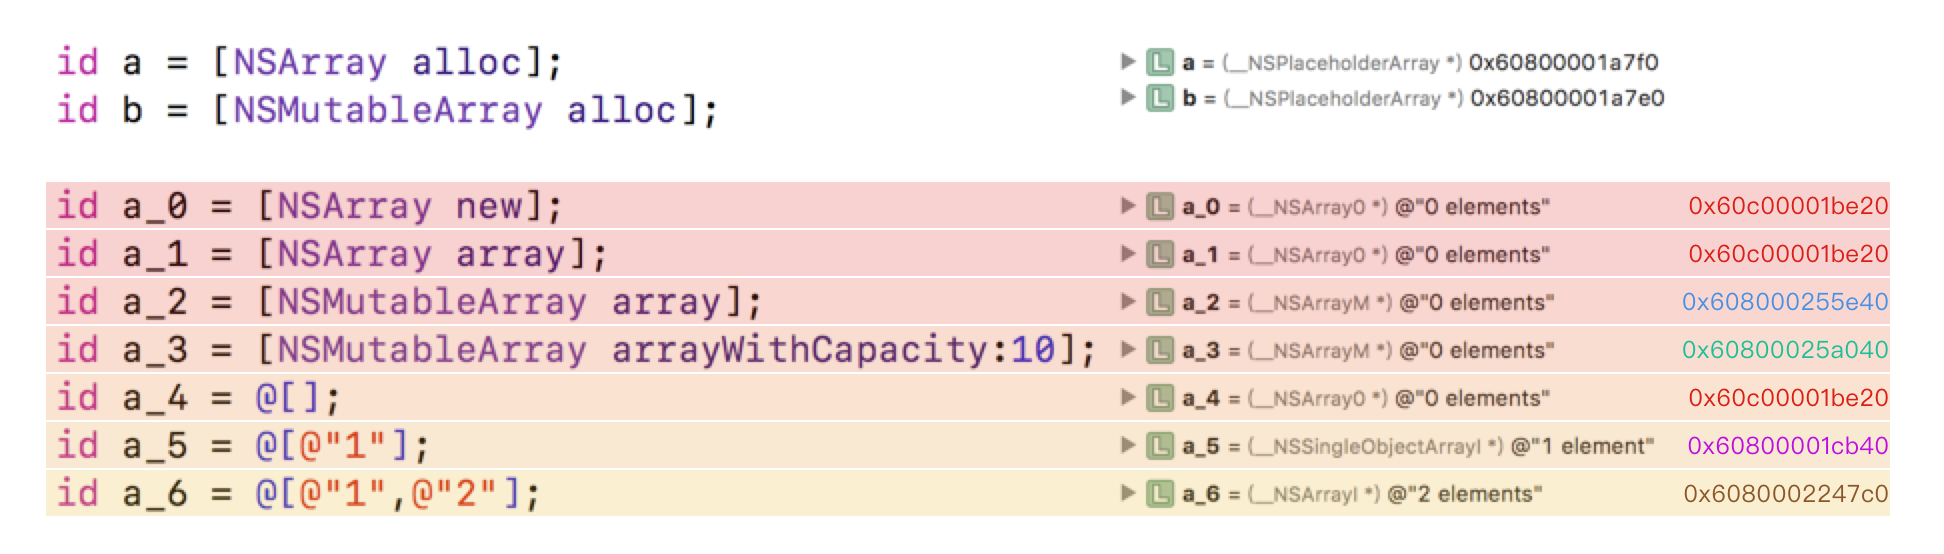 id a = [NSArray alloc]; a = (__NSPlaceholderArray *) 0x60800001a7f0
id b = [NSMutableArray alloc]; b = (__NSPlaceholderArray *) 0x60800001a7e0
id a_0 = [NSArray new]; a_0 = (__NSArray0 *) @"0 elements" 0x60c00001be20
id a_1 = [NSArray array]; a_1 = (__NSArray0 *) @"0 elements" 0x60c00001be20
id a_2 = [NSMutableArray array]; a_2 = (__NSArrayM *) @"0 elements" 0x608000255e40
id a_3 = [NSMutableArray arrayWithCapacity:10]; a_3 = (__NSArrayM *) @"0 elements" 0x60800025a040
id a_4 = @[]; a_4 = (__NSArray0 *) @"0 elements" 0x60c00001be20
id a_5 = @[@"1"]; a_5 = (__NSSingleObjectArrayI *) @"1 element" 0x60800001cb40
id a_6 = @[@"1",@"2"]; a_6 = (__NSArrayI *) @"2 elements" 0x6080002247c0